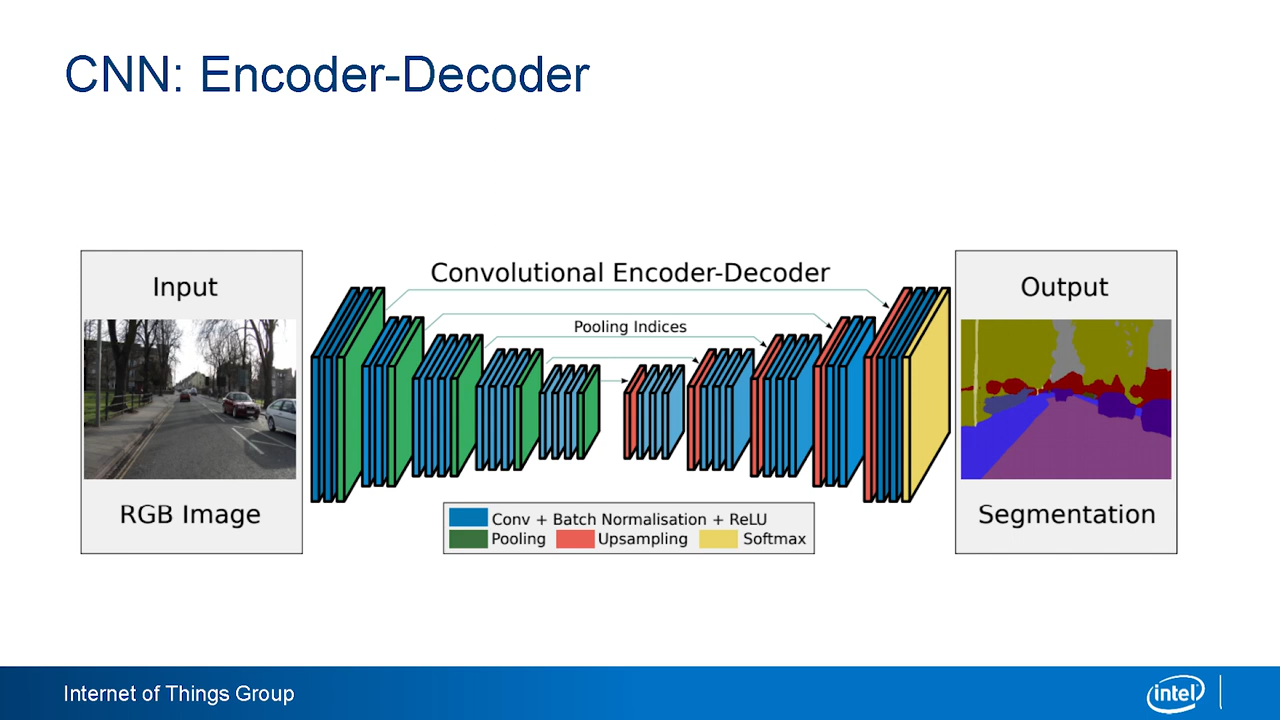 CNN: Encoder-Decoder
Input
RGB Image
Convolutional Encoder-Decoder
Pooling Indices
Conv + Batch Normalisation + ReLU
Pooling
Upsampling
Softmax
Output
Segmentation
Internet of Things Group
intel